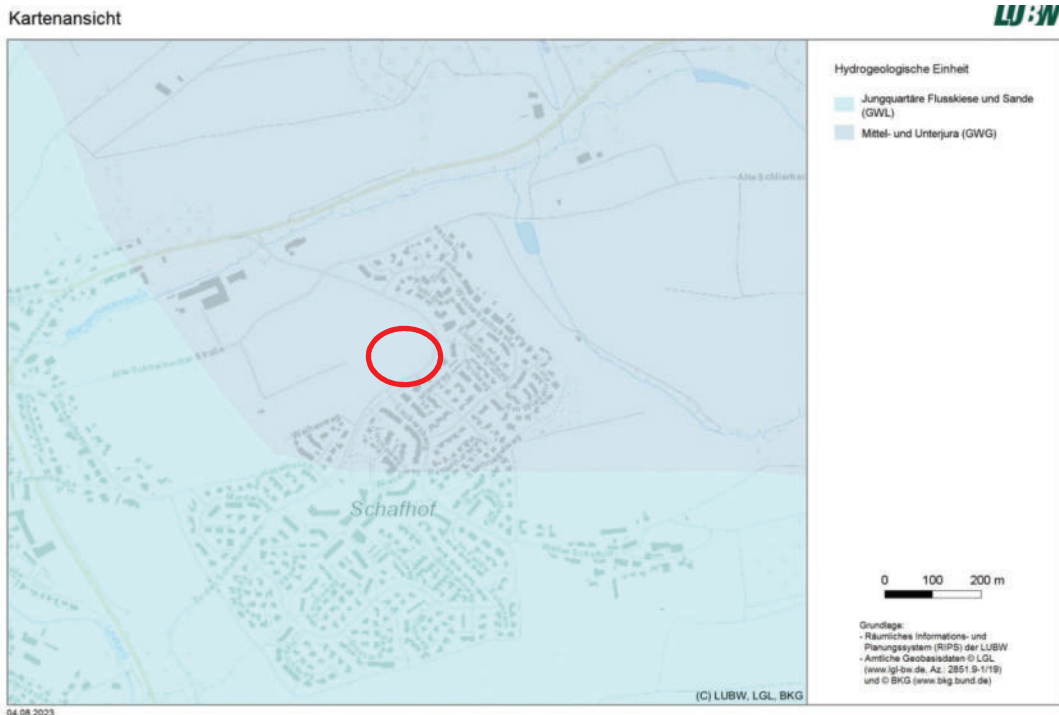 Kartenansicht
LUBW
Hydrogeologische Einheit
Jungquartäre Flusskiese und Sande
(GWL)
Mittel- und Unterjura (GWG)
Schafhof
0 100 200 m
Grundlage:
- Räumliches Informations- und
Planungssystem (RIPS) der LUBW
- Amtliche Geobasisdaten © LGL
(www.lgl-bw.de, Az.: 2851.9-1/19)
und © BKG (www.bkg.bund.de)
(C) LUBW, LGL, BKG
04.08.2023